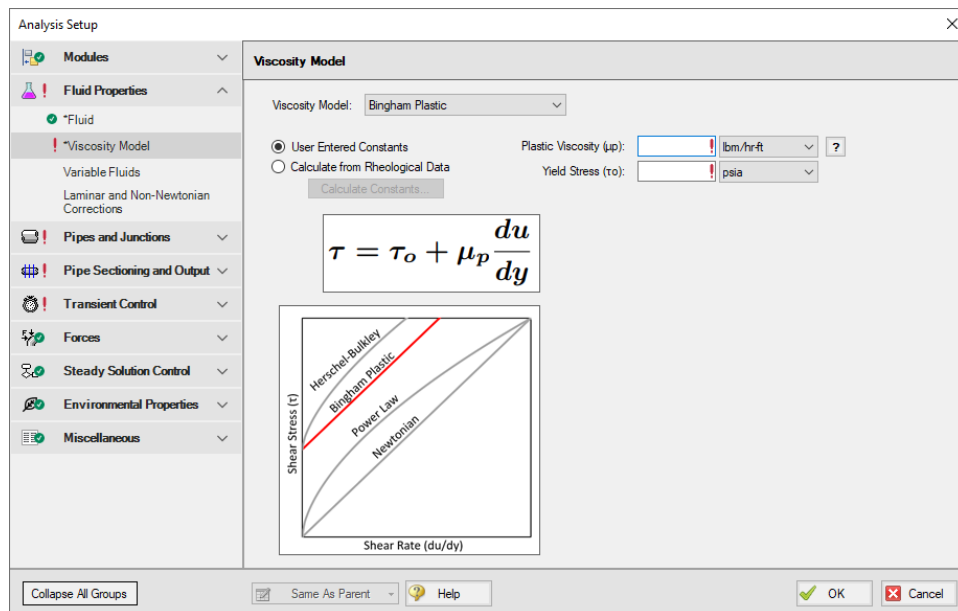 Analysis Setup
Modules
Fluid Properties
*Fluid
*Viscosity Model
Variable Fluids
Laminar and Non-Newtonian
Corrections
Pipes and Junctions
Pipe Sectioning and Output
Transient Control
Forces
Steady Solution Control
Environmental Properties
Miscellaneous
Collapse All Groups
Viscosity Model
Viscosity Model: Bingham Plastic
User Entered Constants
Calculate from Rheological Data
Calculate Constants...
Plastic Viscosity (μp): lbm/hr-ft ?
Yield Stress (τo): psia
τ = τo + μp du/dy
Herschel-Bulkley
Bingham Plastic
Power Law
Newtonian
Shear Stress (τ)
Shear Rate (du/dy)
Same As Parent
Help
OK
Cancel